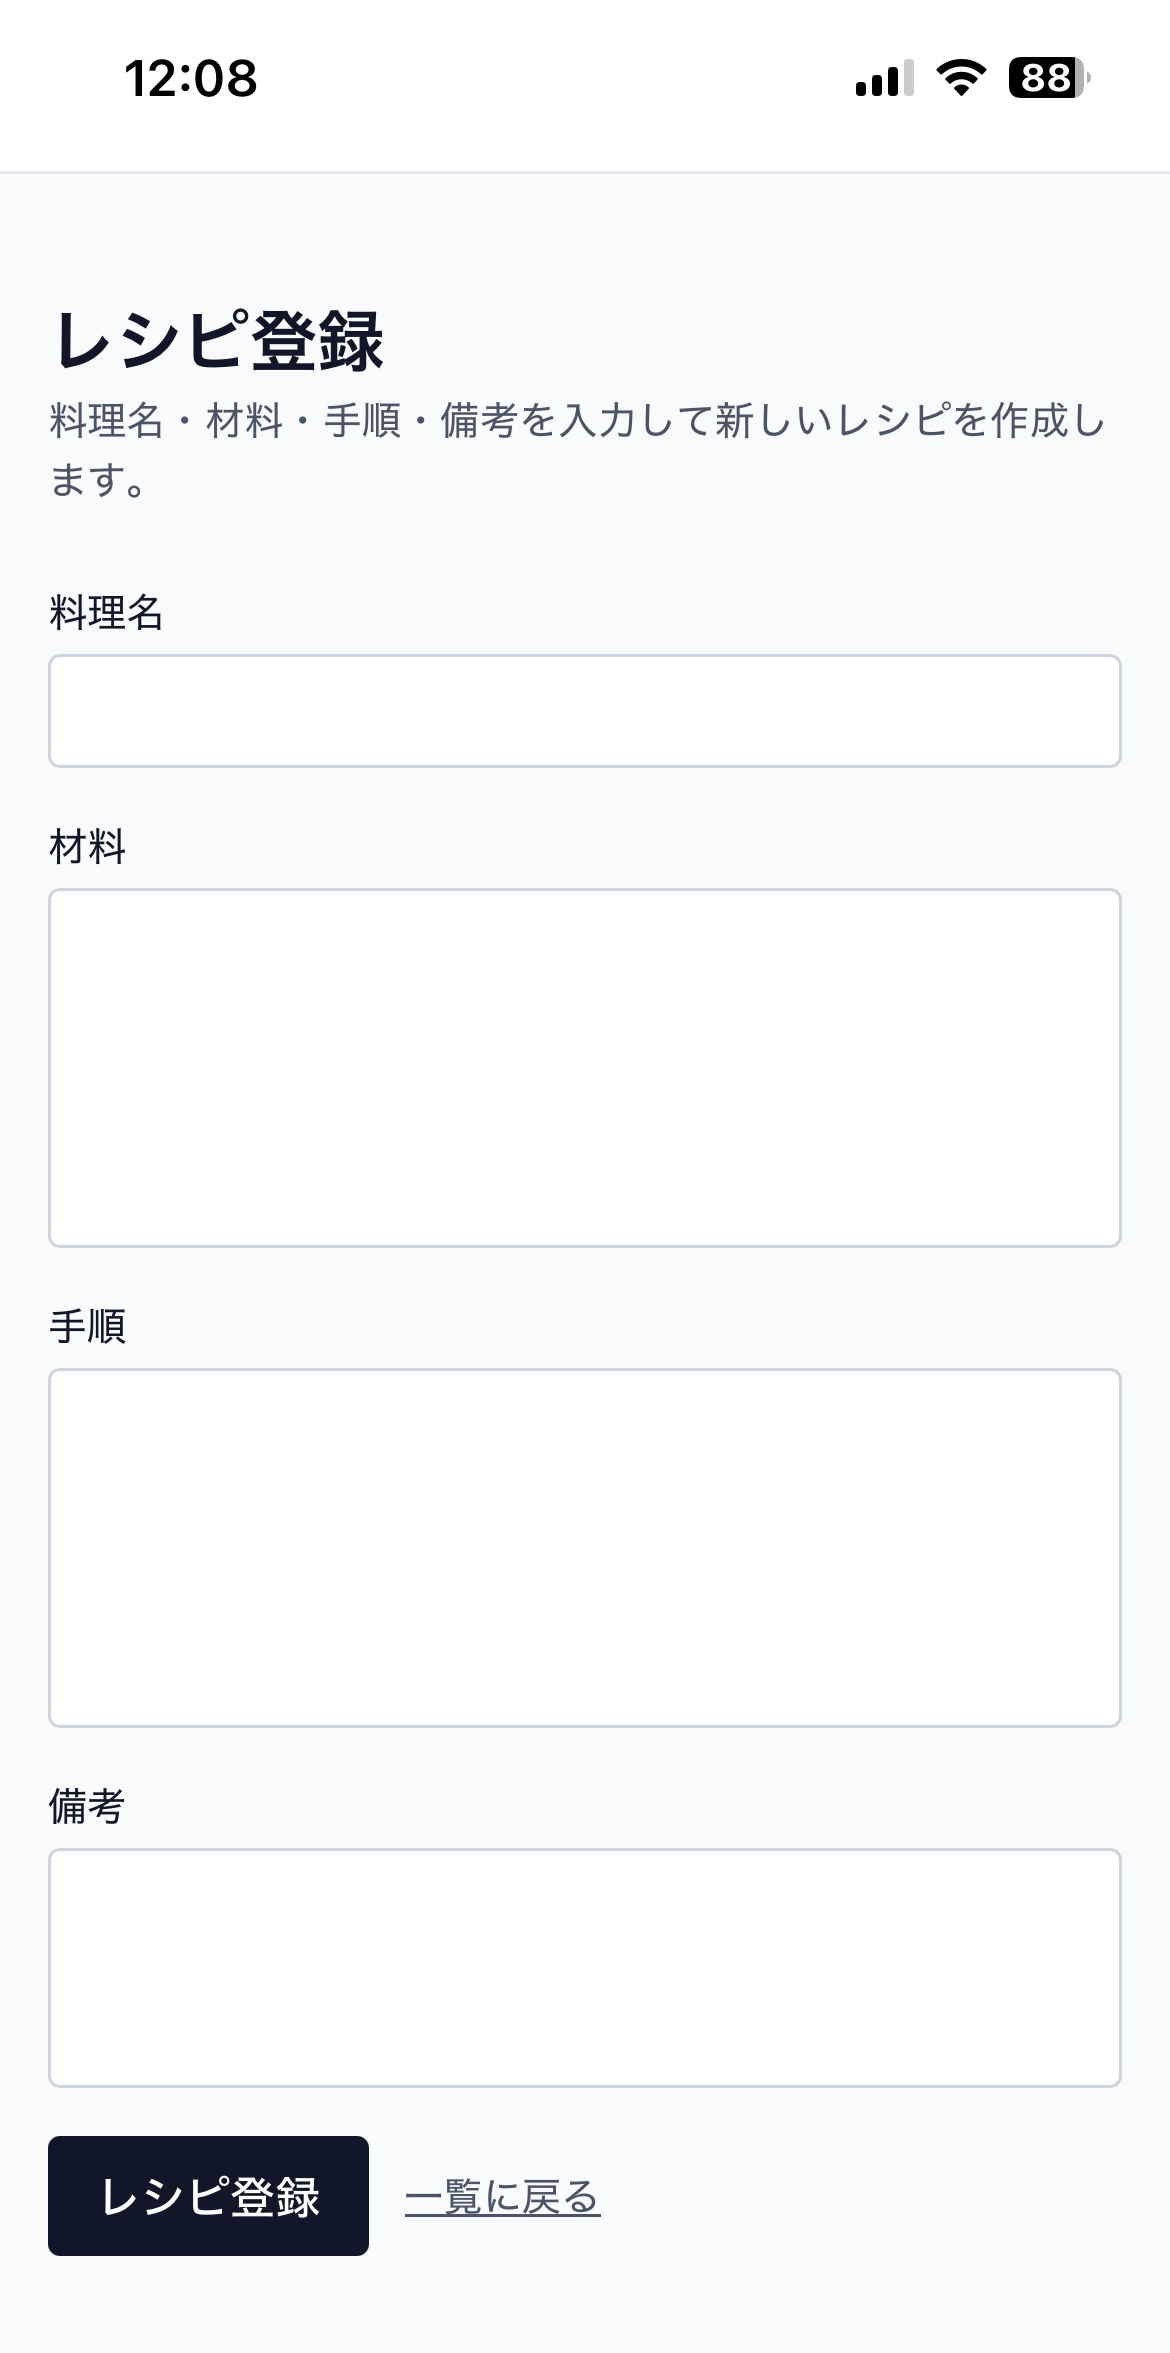 12:08
88
レシピ登録
料理名・材料・手順・備考を入力して新しいレシピを作成し
ます。
料理名
材料
手順
備考
レシピ登録 一覧に戻る